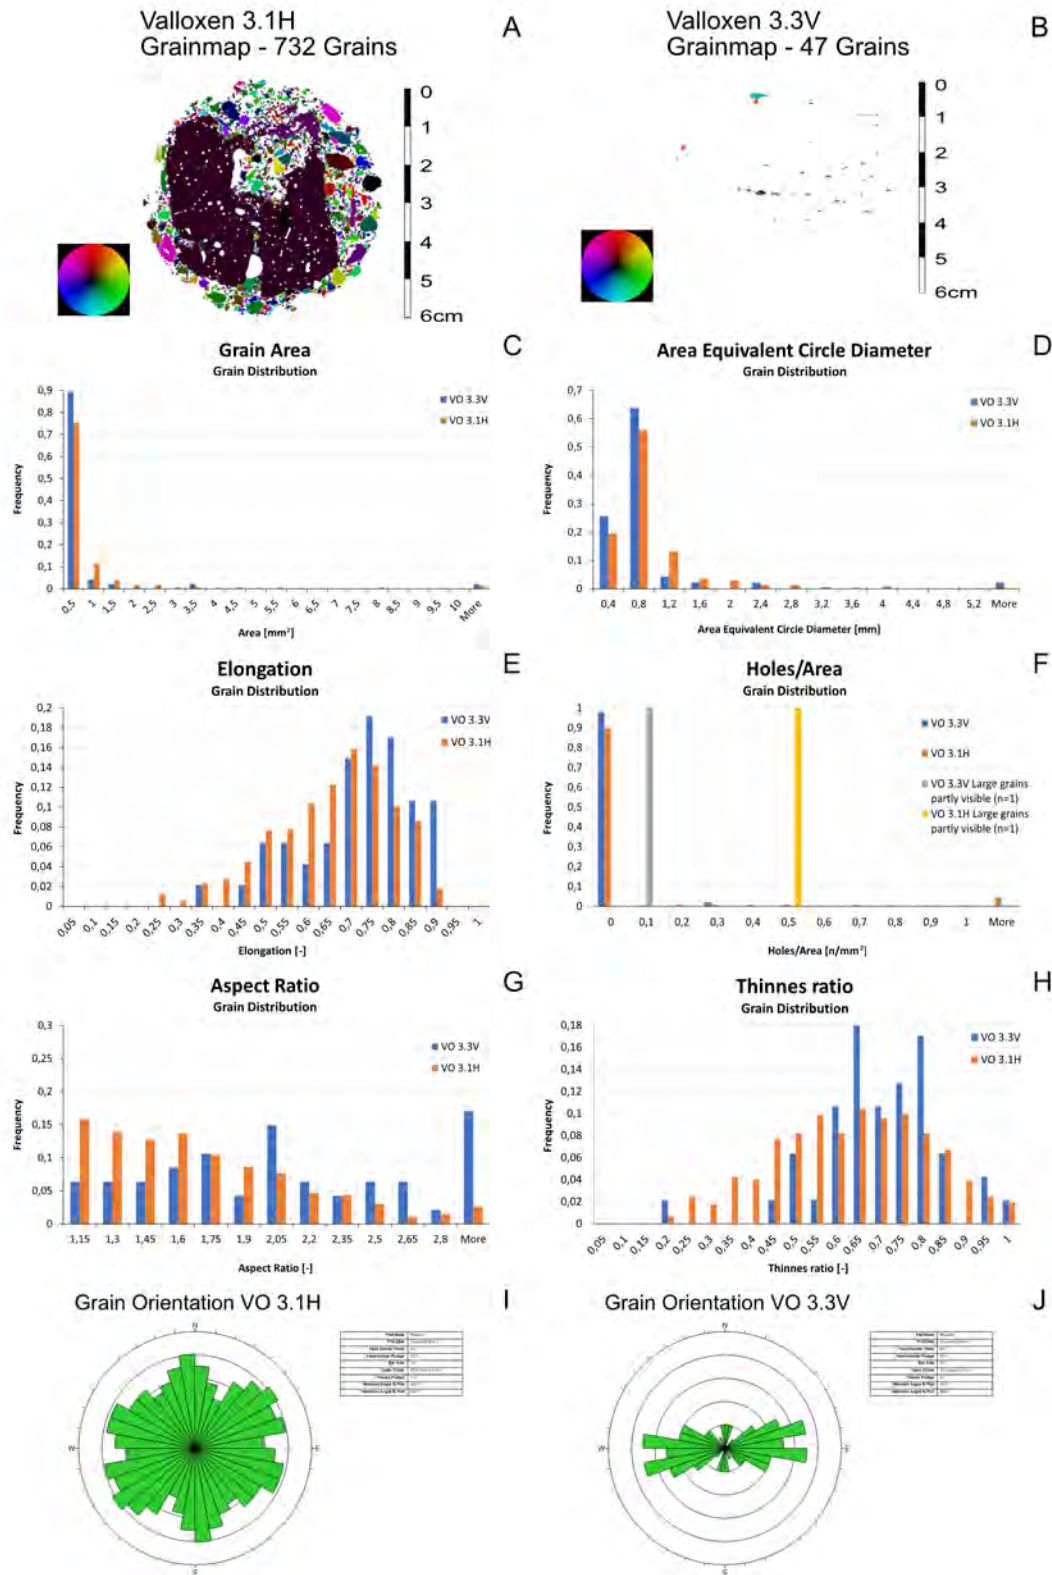 Valloxen 3.1H
Grainmap - 732 Grains
A
0
1
2
3
4
5
6cm
Valloxen 3.3V
Grainmap - 47 Grains
B
0
1
2
3
4
5
6cm
Grain Area
Grain Distribution
C
0,9
0,8
0,7
0,6
0,5
0,4
0,3
0,2
0,1
0
Frequency
VO 3.3V
VO 3.1H
0,5 1 1,5 2 2,5 3 3,5 4 4,5 5 6 6,5 7 7,5 8 8,5 9 9,5 10 More
Area [mm²]
Area Equivalent Circle Diameter
Grain Distribution
D
0,7
0,6
0,5
0,4
0,3
0,2
0,1
0
Frequency
VO 3.3V
VO 3.1H
0,4 0,8 1,2 1,6 2 2,4 2,8 3,2 3,6 4 4,4 4,8 5,2 More
Area Equivalent Circle Diameter [mm]
Elongation
Grain Distribution
E
0,2
0,18
0,16
0,14
0,12
0,1
0,08
0,06
0,04
0,02
0
Frequency
VO 3.3V
VO 3.1H
0,05 0,1 0,15 0,2 0,25 0,3 0,35 0,4 0,45 0,5 0,55 0,6 0,65 0,7 0,75 0,8 0,85 0,9 0,95 1
Elongation [-]
Holes/Area
Grain Distribution
F
1
0,9
0,8
0,7
0,6
0,5
0,4
0,3
0,2
0,1
0
Frequency
VO 3.3V
VO 3.1H
VO 3.3V Large grains
partly visible (n=1)
VO 3.1H Large grains
partly visible (n=1)
0 0,1 0,2 0,3 0,4 0,5 0,6 0,7 0,8 0,9 1 More
Holes/Area [n/mm²]
Aspect Ratio
Grain Distribution
G
0,3
0,25
0,2
0,15
0,1
0,05
0
Frequency
VO 3.3V
VO 3.1H
1,15 1,3 1,45 1,6 1,75 1,9 2,05 2,2 2,35 2,5 2,65 2,8 More
Aspect Ratio [-]
Thinnes ratio
Grain Distribution
H
0,18
0,16
0,14
0,12
0,1
0,08
0,06
0,04
0,02
0
Frequency
VO 3.3V
VO 3.1H
0,05 0,1 0,15 0,2 0,25 0,3 0,35 0,4 0,45 0,5 0,55 0,6 0,65 0,7 0,75 0,8 0,85 0,9 0,95 1
Thinnes ratio [-]
Grain Orientation VO 3.1H
I
N
W
E
S
Grain Orientation VO 3.3V
J
N
W
E
S